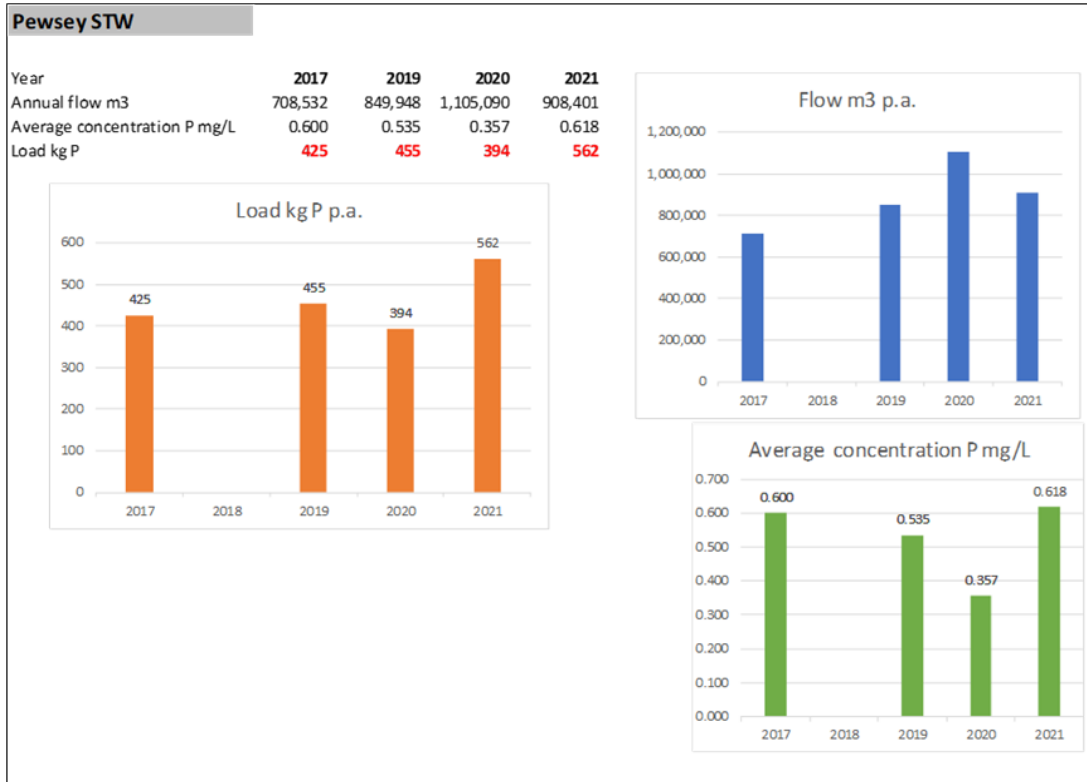 Pewsey STW
Year 2017 2019 2020 2021
Annual flow m3 708,532 849,948 1,105,090 908,401
Average concentration P mg/L 0.600 0.535 0.357 0.618
Load kg P 425 455 394 562
Load kg P p.a.
600
500
400
300
200
100
0
425
455
394
562
2017 2018 2019 2020 2021
Flow m3 p.a.
1,200,000
1,000,000
800,000
600,000
400,000
200,000
0
2017 2018 2019 2020 2021
Average concentration P mg/L
0.700
0.600
0.500
0.400
0.300
0.200
0.100
0.000
0.600
0.535
0.357
0.618
2017 2018 2019 2020 2021